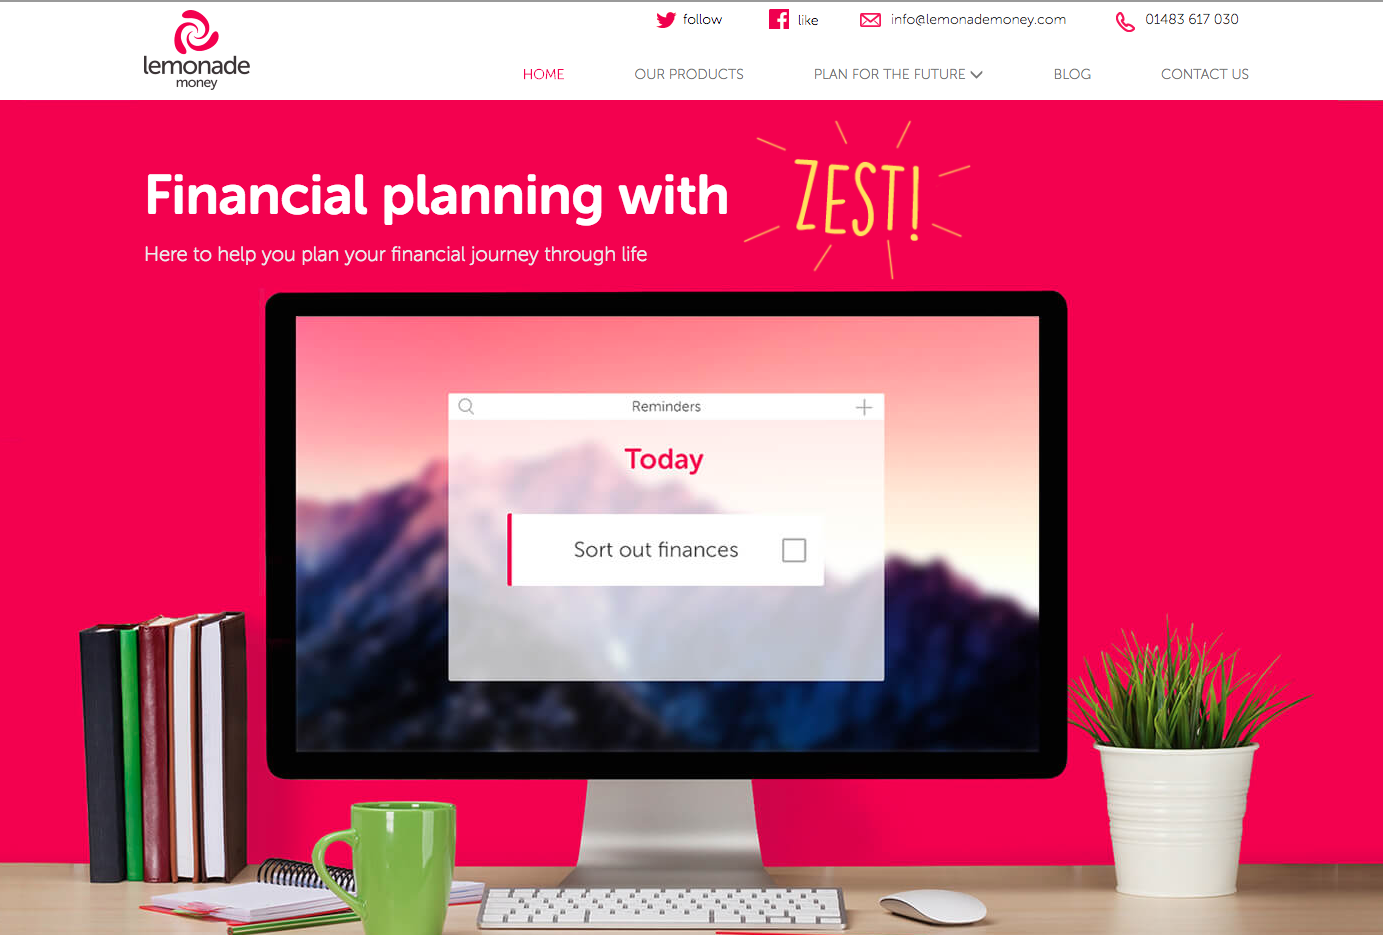 follow
like
info@lemonademoney.com
01483 617 030
lemonade
money
HOME
OUR PRODUCTS
PLAN FOR THE FUTURE
BLOG
CONTACT US
Financial planning with
ZEST!
Here to help you plan your financial journey through life
Reminders
Today
Sort out finances